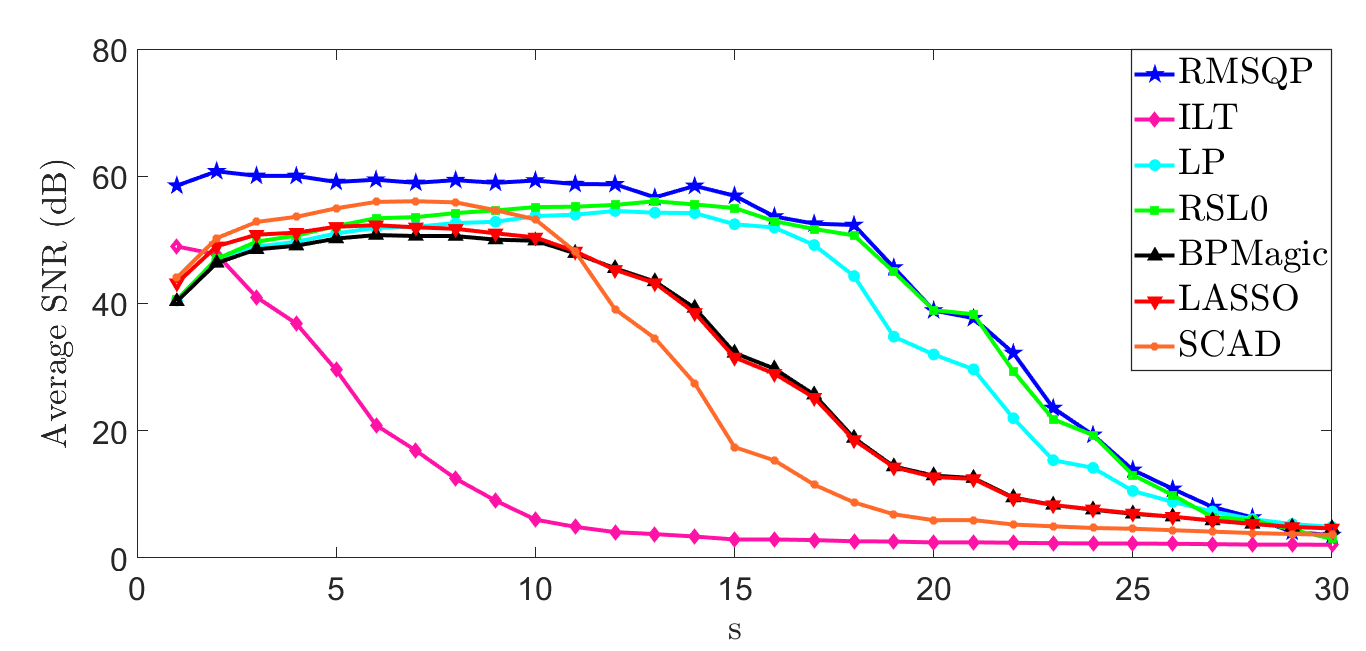 80
60
40
20
0
Average SNR (dB)
0 5 10 15 20 25 30
s
RMSQP
ILT
LP
RSL0
BPMagic
LASSO
SCAD